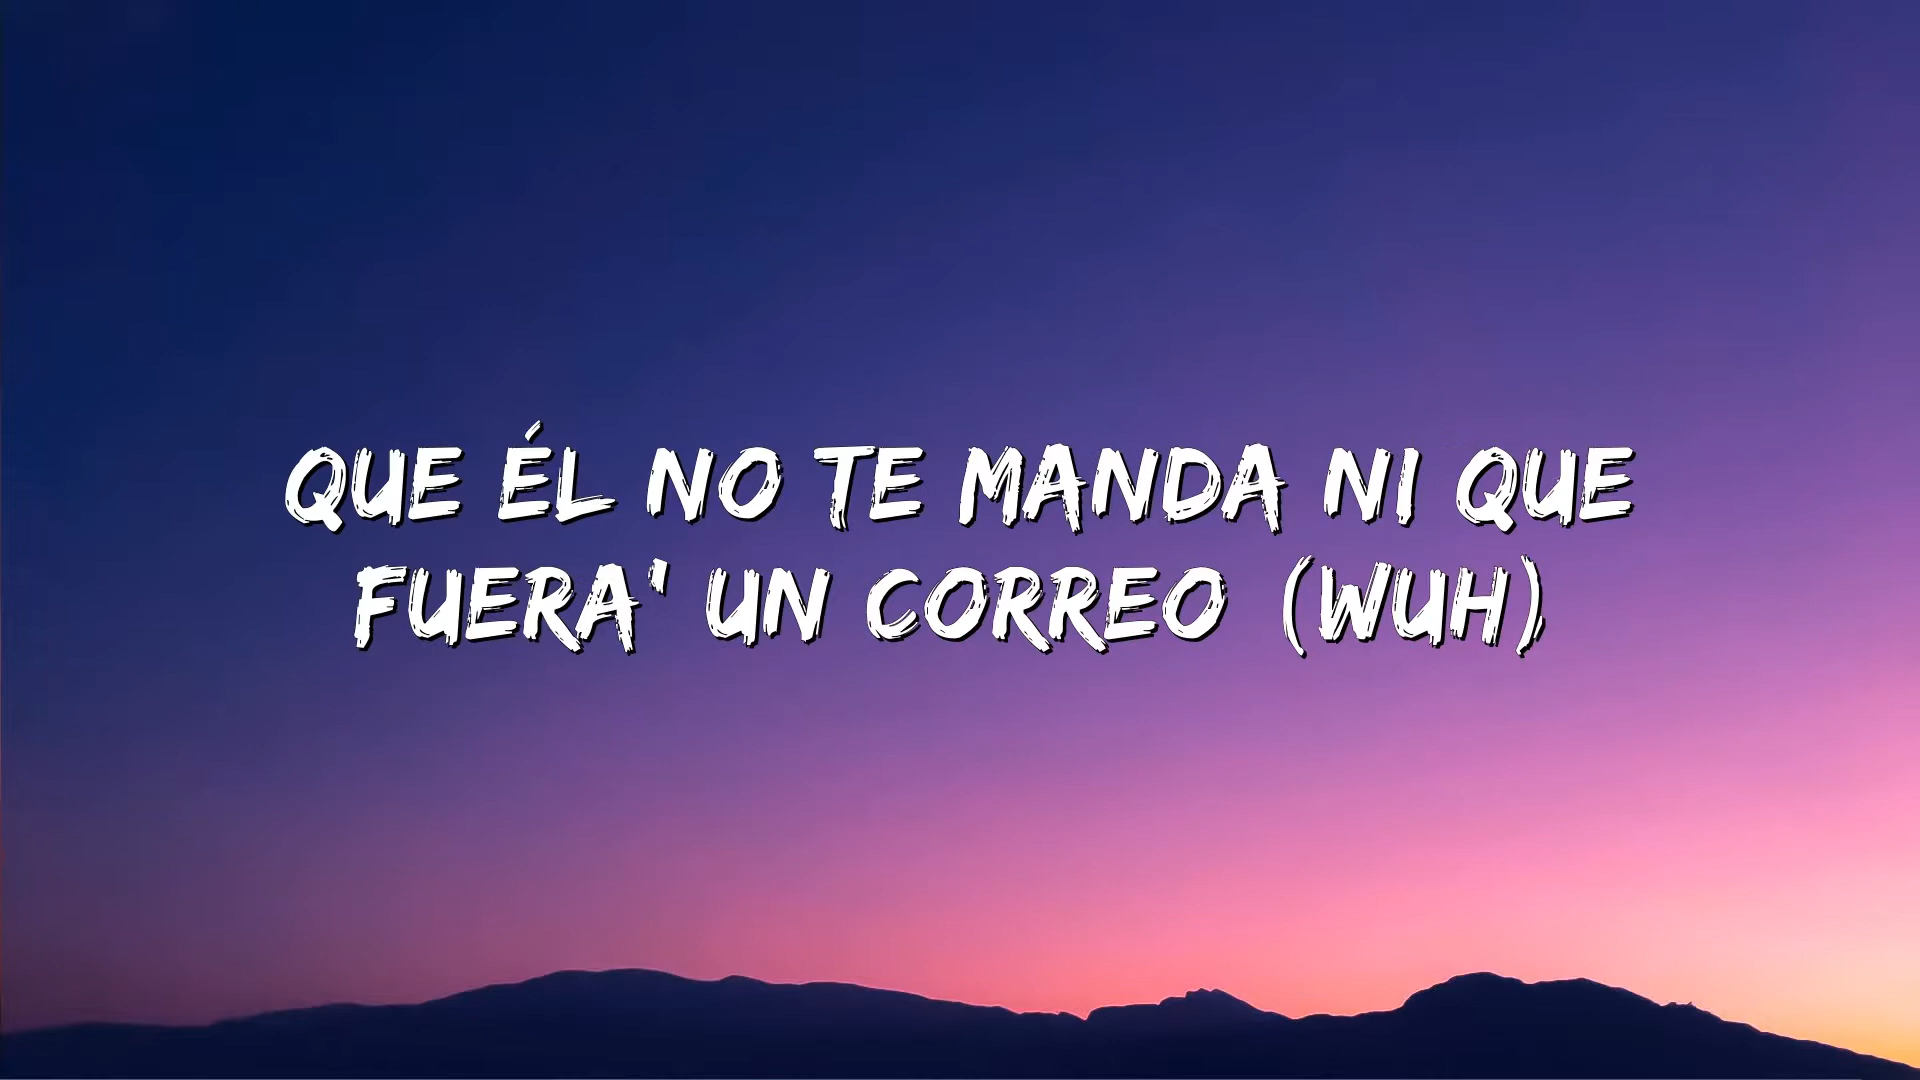 QUE ÉL NO TE MANDA NI QUE
FUERA' UN CORREO (WUH)